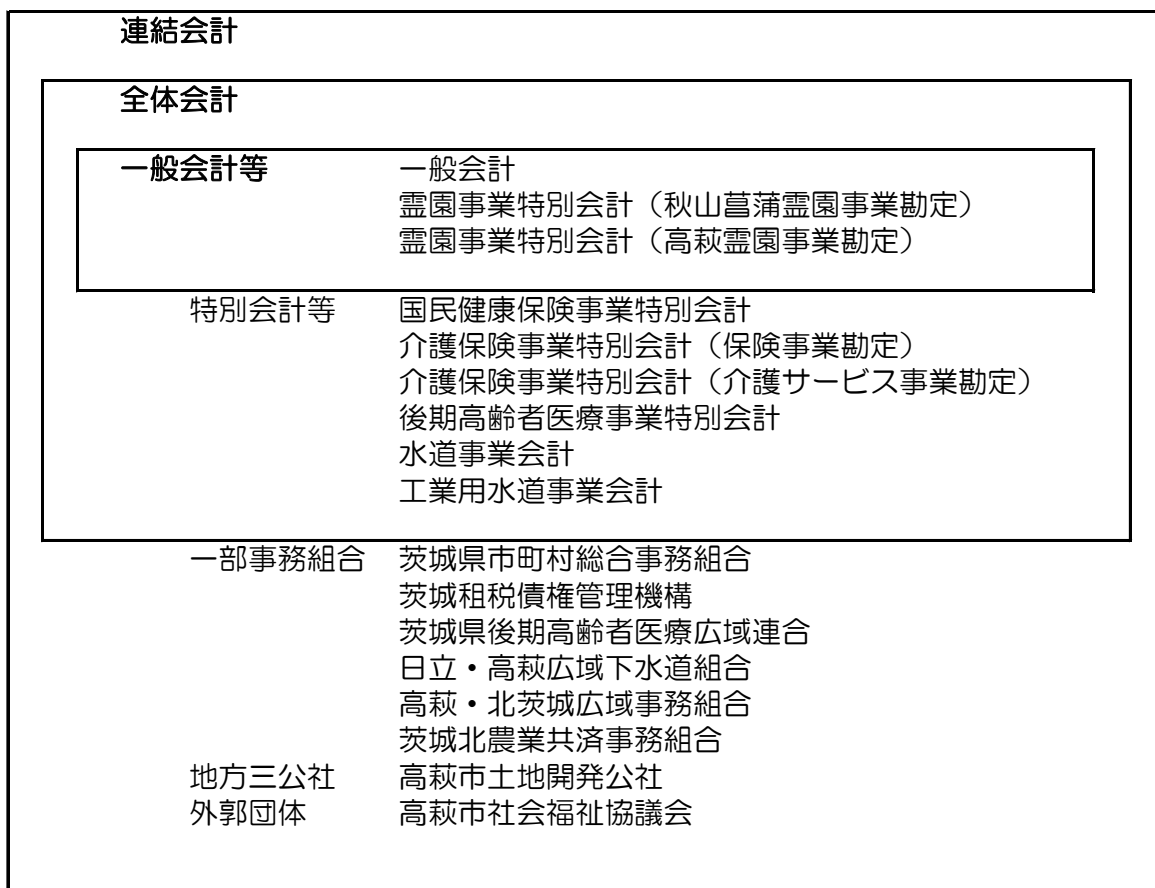 連結会計
全体会計
一般会計等 一般会計
霊園事業特別会計（秋山菖蒲霊園事業勘定）
霊園事業特別会計（高萩霊園事業勘定）
特別会計等 国民健康保険事業特別会計
介護保険事業特別会計（保険事業勘定）
介護保険事業特別会計（介護サービス事業勘定）
後期高齢者医療事業特別会計
水道事業会計
工業用水道事業会計
一部事務組合 茨城県市町村総合事務組合
茨城租税債権管理機構
茨城県後期高齢者医療広域連合
日立・高萩広域下水道組合
高萩・北茨城広域事務組合
茨城北農業共済事務組合
地方三公社 高萩市土地開発公社
外郭団体 高萩市社会福祉協議会